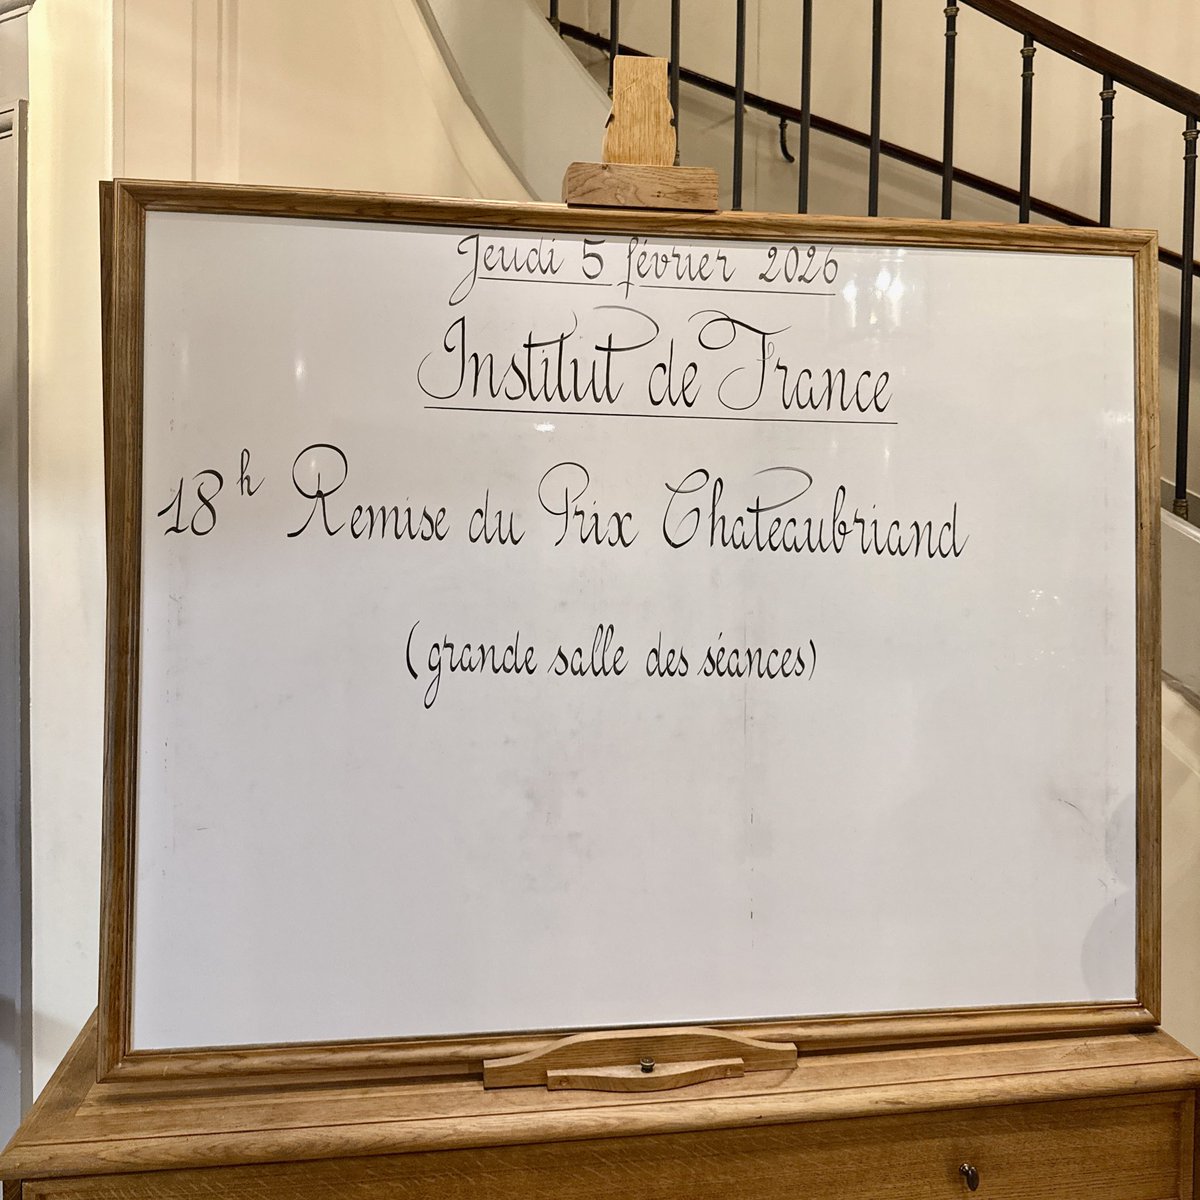 Jeudi 5 février 2026
Institut de France
18h Remise du Prix Chateaubriand
(grande salle des séances)